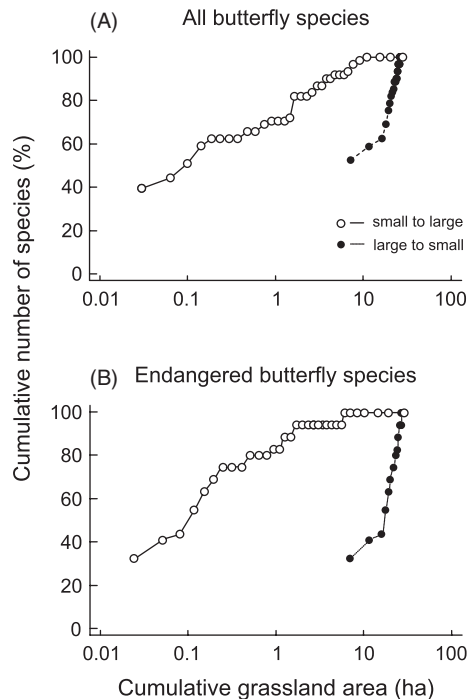 (A) All butterfly species
100
80
60
40
20
0
small to large
large to small
0.01 0.1 1 10 100
(B) Endangered butterfly species
100
80
60
40
20
0
0.01 0.1 1 10 100
Cumulative number of species (%)
Cumulative grassland area (ha)